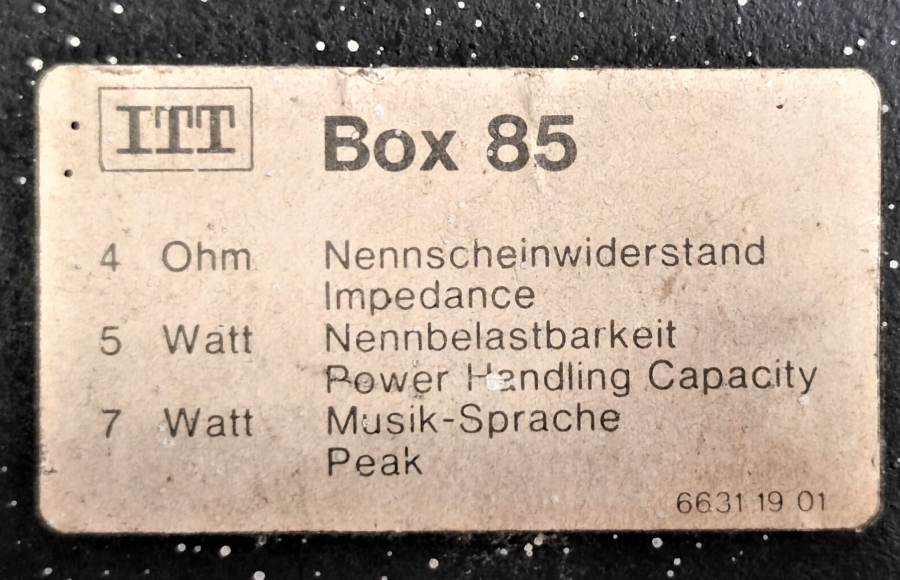 ITT Box 85
4 Ohm Nennscheinwiderstand
Impedance
5 Watt Nennbelastbarkeit
Power Handling Capacity
7 Watt Musik-Sprache
Peak
6631 19 01